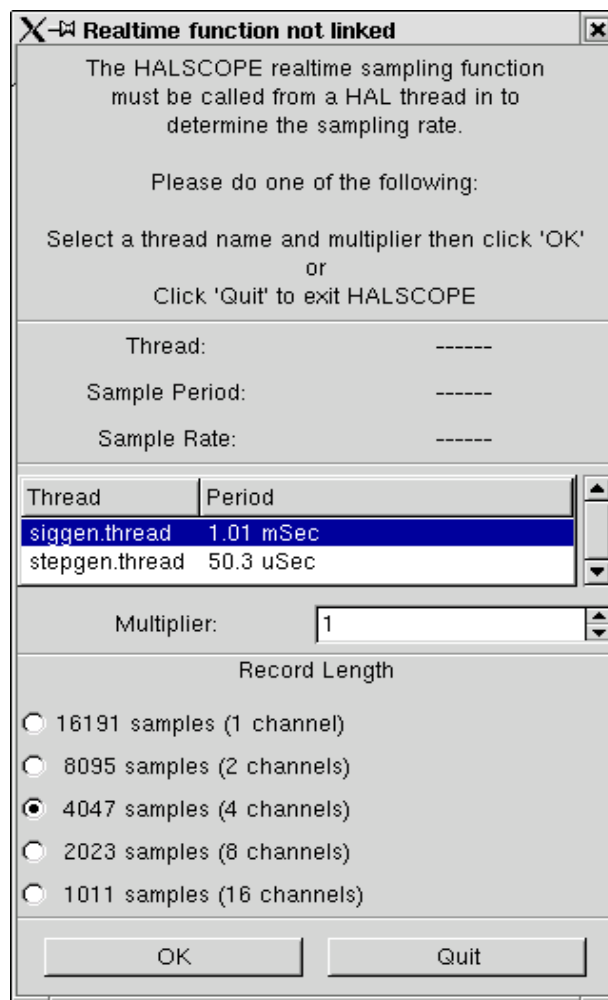 Realtime function not linked
The HALSCOPE realtime sampling function
must be called from a HAL thread in to
determine the sampling rate.
Please do one of the following:
Select a thread name and multiplier then click 'OK'
or
Click 'Quit' to exit HALSCOPE
Thread: ------
Sample Period: ------
Sample Rate: ------
Thread Period
siggen.thread 1.01 mSec
stepgen.thread 50.3 uSec
Multiplier: 1
Record Length
16191 samples (1 channel)
8095 samples (2 channels)
4047 samples (4 channels)
2023 samples (8 channels)
1011 samples (16 channels)
OK Quit